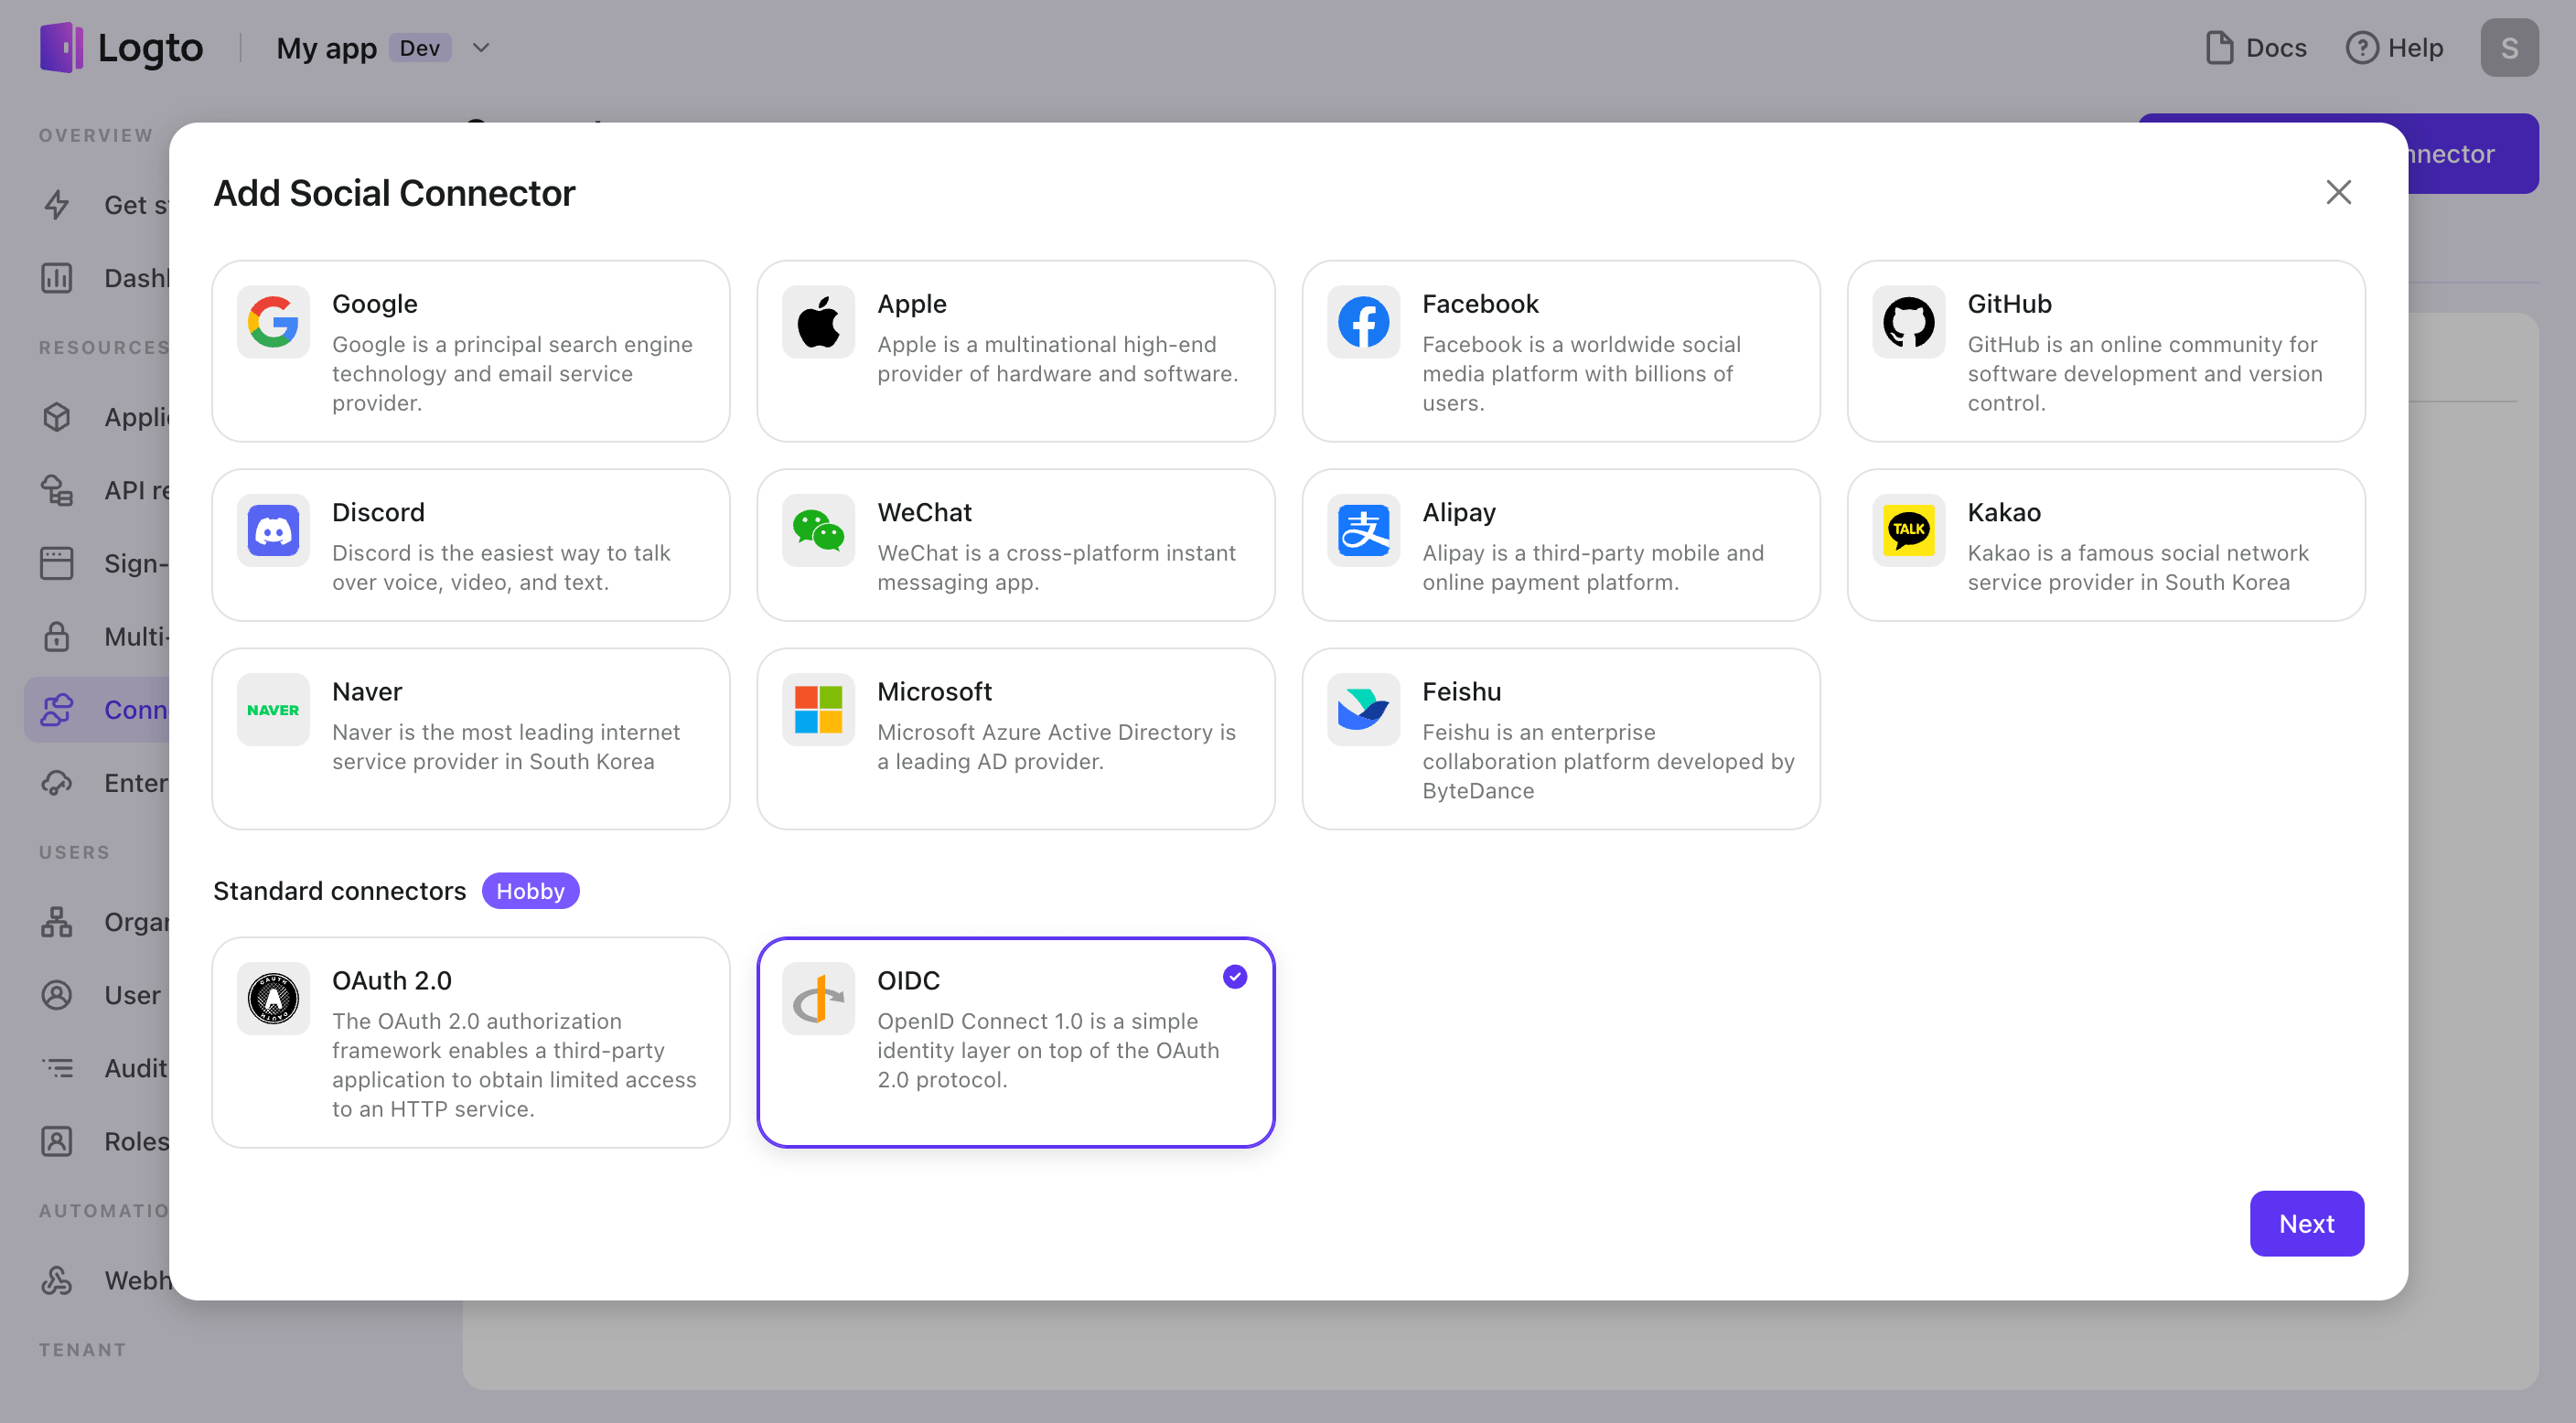 Logto
My app Dev
Docs
Help
S
OVERVIEW
Get
RESOURCES
API
Sign-
Multi-
USERS
User
Audit
Roles
TENANT
Add Social Connector
Google
Google is a principal search engine
technology and email service
provider.
Apple
Apple is a multinational high-end
provider of hardware and software.
Facebook
Facebook is a worldwide social
media platform with billions of
users.
GitHub
GitHub is an online community for
software development and version
control.
Discord
Discord is the easiest way to talk
over voice, video, and text.
WeChat
WeChat is a cross-platform instant
messaging app.
Alipay
Alipay is a third-party mobile and
online payment platform.
支
TALK
Kakao
Kakao is a famous social network
service provider in South Korea
NAVER
Naver
Naver is the most leading internet
service provider in South Korea
Microsoft
Microsoft Azure Active Directory is
a leading AD provider.
Feishu
Feishu is an enterprise
collaboration platform developed by
ByteDance
Standard connectors Hobby
OAuth 2.0
The OAuth 2.0 authorization
framework enables a third-party
application to obtain limited access
to an HTTP service.
OIDC
OpenID Connect 1.0 is a simple
identity layer on top of the OAuth
2.0 protocol.
Next